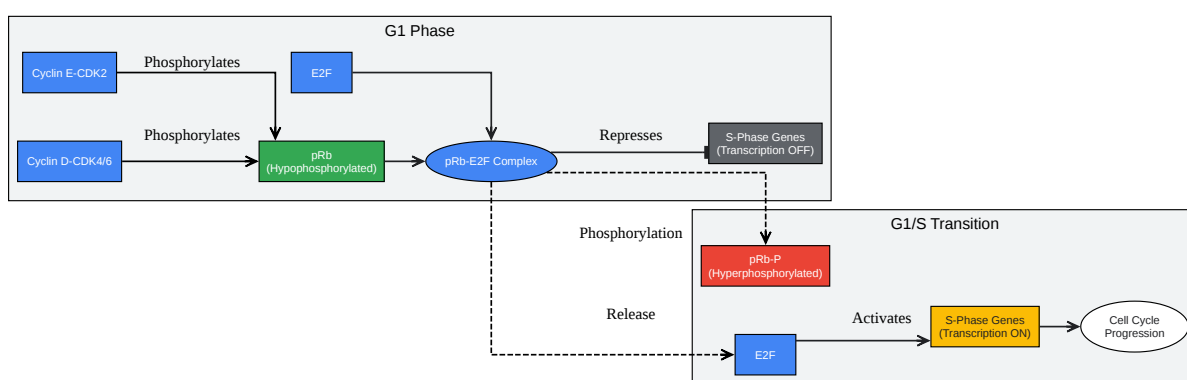 G1 Phase
Phosphorylates
Cyclin E-CDK2
E2F
Phosphorylates
Represses
S-Phase Genes
(Transcription OFF)
Cyclin D-CDK4/6
pRb
(Hypophosphorylated)
pRb-E2F Complex
G1/S Transition
Phosphorylation
pRb-P
(Hyperphosphorylated)
Release
Activates
S-Phase Genes
(Transcription ON)
Cell Cycle
Progression
E2F